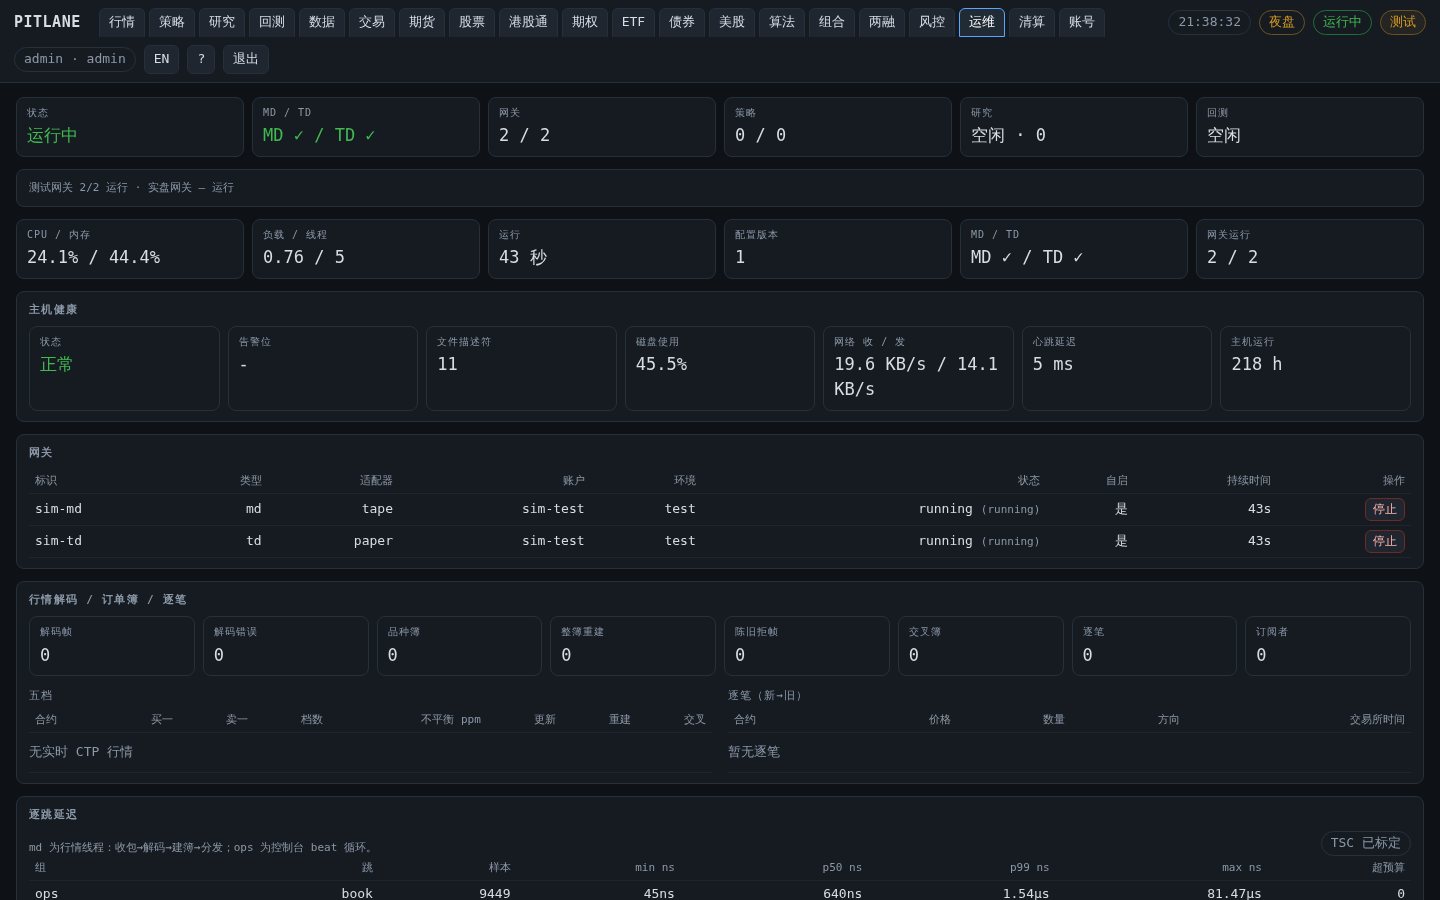 PITLANE 行情 策略 研究 回测 数据 交易 期货 股票 港股通 期权 ETF 债券 美股 算法 组合 两融 风控 运维 清算 账号 21:38:32 夜盘 运行中 测试
admin · admin EN ? 退出
状态 MD / TD 网关 策略 研究 回测
运行中 MD ✓ / TD ✓ 2 / 2 0 / 0 空闲 · 0 空闲
测试网关 2/2 运行 · 实盘网关 — 运行
CPU / 内存 负载 / 线程 运行 配置版本 MD / TD 网关运行
24.1% / 44.4% 0.76 / 5 43 秒 1 MD ✓ / TD ✓ 2 / 2
主机健康
状态 告警位 文件描述符 磁盘使用 网络 收 / 发 心跳延迟 主机运行
正常 - 11 45.5% 19.6 KB/s / 14.1 KB/s 5 ms 218 h
网关
标识 类型 适配器 账户 环境 状态 自启 持续时间 操作
sim-md md tape sim-test test running (running) 是 43s 停止
sim-td td paper sim-test test running (running) 是 43s 停止
行情解码 / 订单簿 / 逐笔
解码帧 解码错误 品种簿 整簿重建 陈旧拒帧 交叉簿 逐笔 订阅者
0 0 0 0 0 0 0 0
五档 逐笔（新→旧）
合约 买一 卖一 档数 不平衡 ppm 更新 重建 交叉 合约 价格 数量 方向 交易所时间
无实时 CTP 行情 暂无逐笔
逐跳延迟
md 为行情线程：收包→解码→建簿→分发；ops 为控制台 beat 循环。 TSC 已标定
组 跳 样本 min ns p50 ns p99 ns max ns 超预算
ops book 9449 45ns 640ns 1.54μs 81.47μs 0